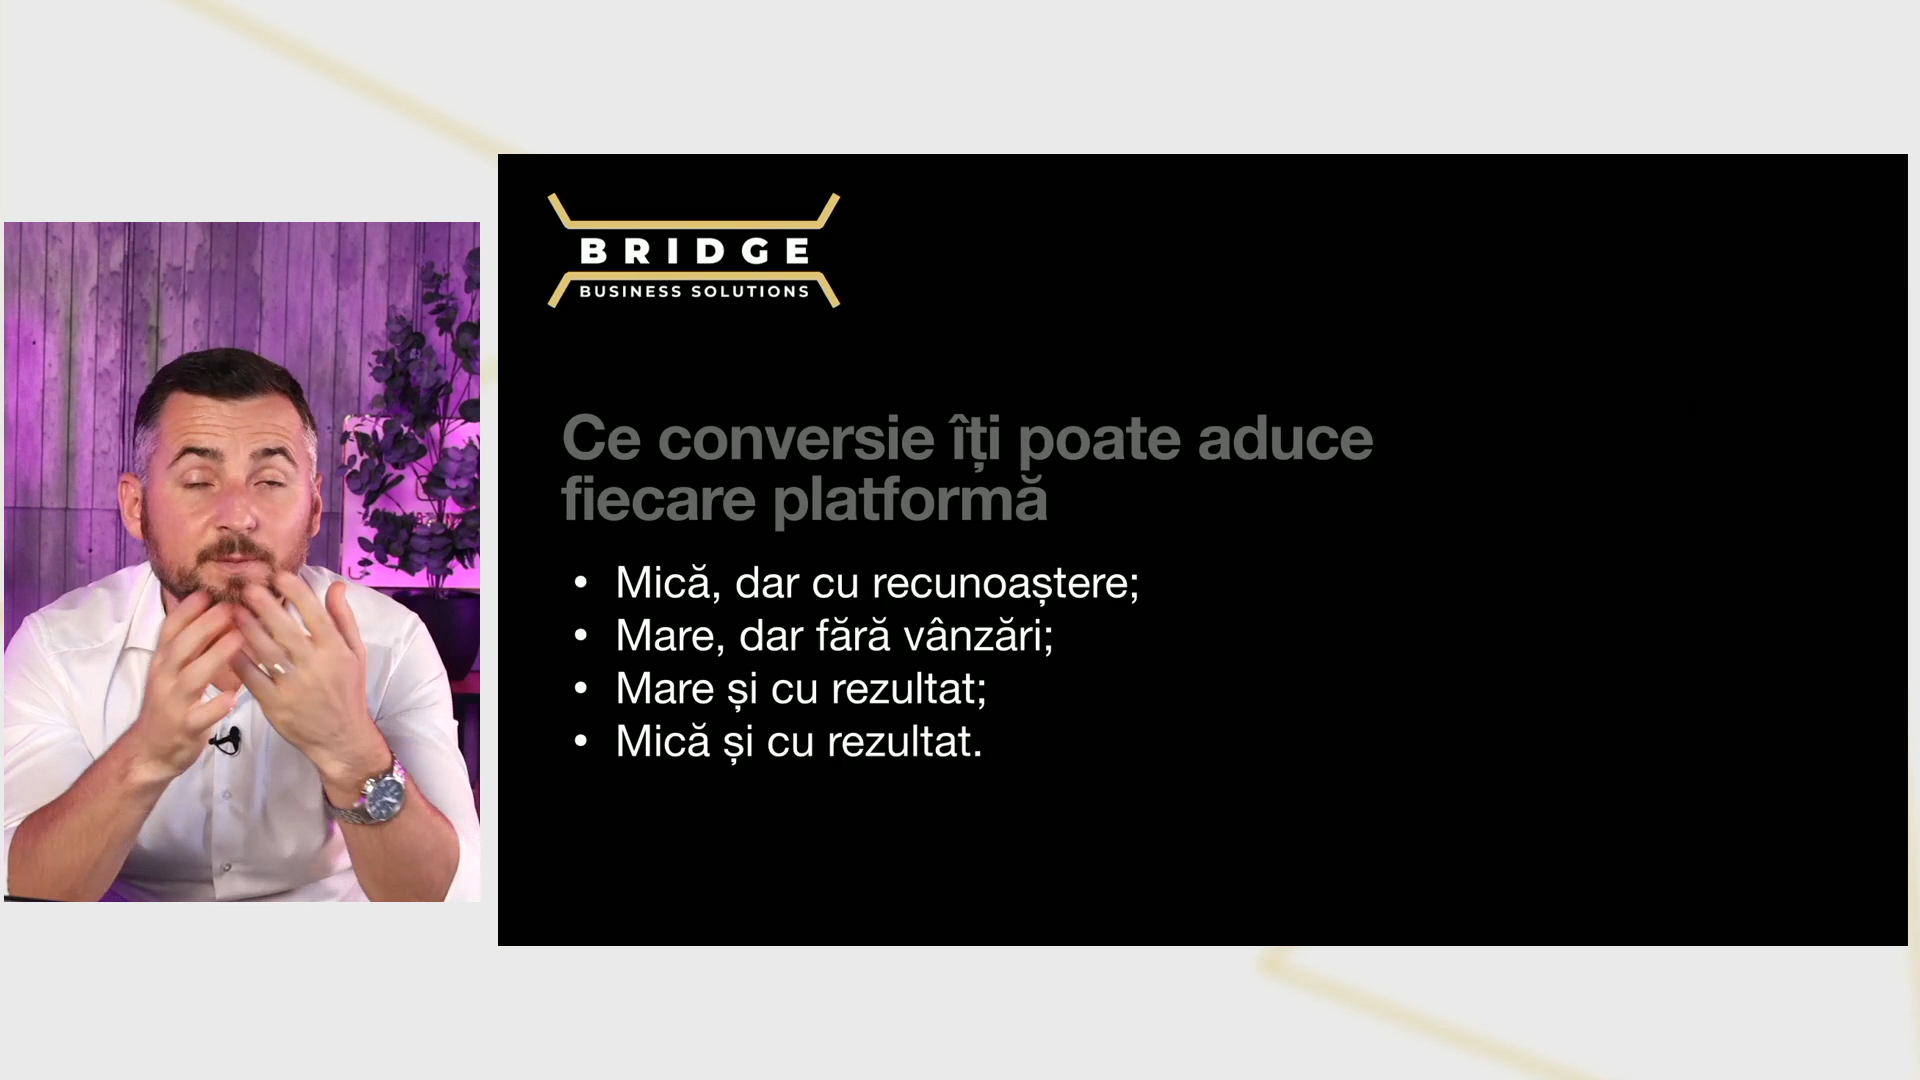 BRIDGE
BUSINESS SOLUTIONS
Ce conversie îți poate aduce
fiecare platformă
• Mică, dar cu recunoaștere;
• Mare, dar fără vânzări;
• Mare și cu rezultat;
• Mică și cu rezultat.